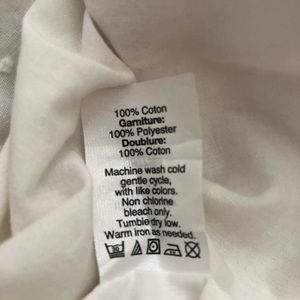 100% Coton
Garniture:
100% Polyester
Doublure:
100% Coton
Machine wash cold
gentle cycle,
with like colors.
Non chlorine
bleach only.
Tumble dry low.
Warm iron as needed.